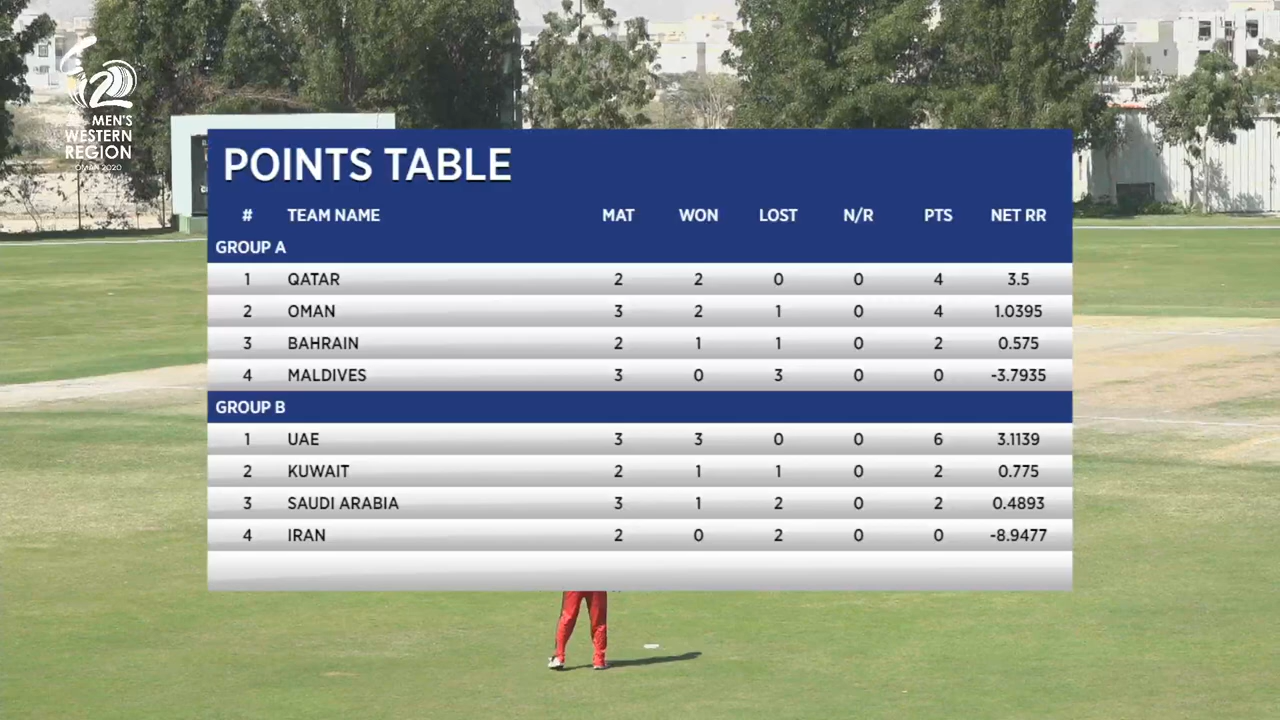 20
MEN'S
WESTERN
REGION
OMAN 2020
POINTS TABLE
# TEAM NAME MAT WON LOST N/R PTS NET RR
GROUP A
1 QATAR 2 2 0 0 4 3.5
2 OMAN 3 2 1 0 4 1.0395
3 BAHRAIN 2 1 1 0 2 0.575
4 MALDIVES 3 0 3 0 0 -3.7935
GROUP B
1 UAE 3 3 0 0 6 3.1139
2 KUWAIT 2 1 1 0 2 0.775
3 SAUDI ARABIA 3 1 2 0 2 0.4893
4 IRAN 2 0 2 0 0 -8.9477